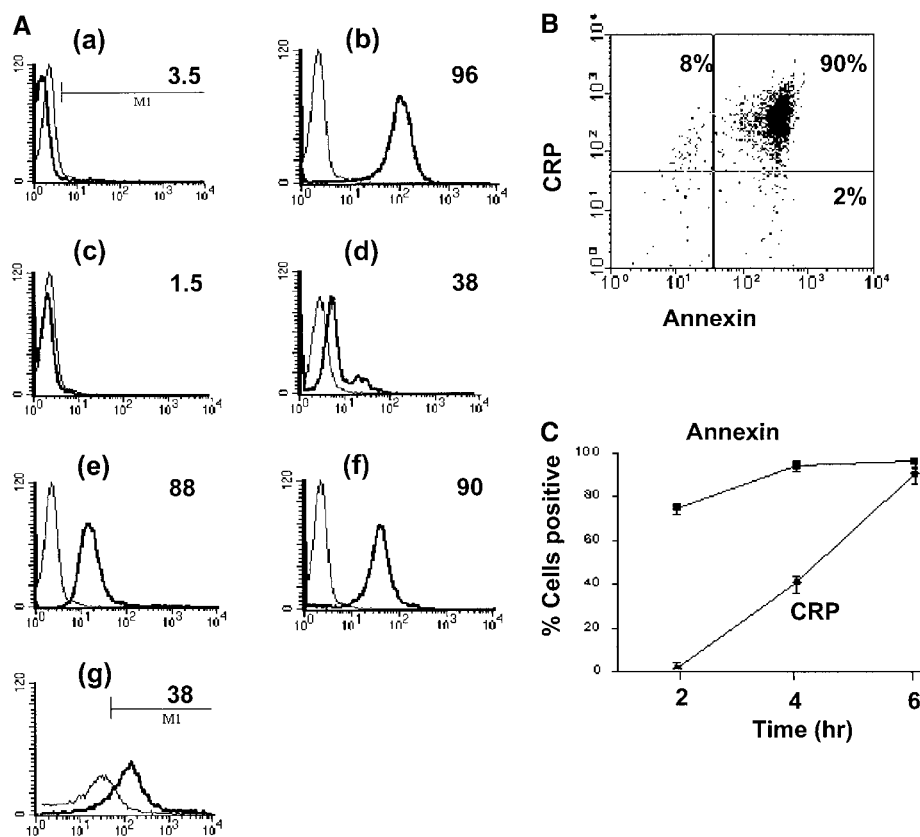 A
(a)
120
0
3.5
M1
10^0 10^1 10^2 10^3 10^4
(b)
120
0
96
10^0 10^1 10^2 10^3 10^4
(c)
120
0
1.5
10^0 10^1 10^2 10^3 10^4
(d)
120
0
38
10^0 10^1 10^2 10^3 10^4
(e)
120
0
88
10^0 10^1 10^2 10^3 10^4
(f)
120
0
90
10^0 10^1 10^2 10^3 10^4
(g)
120
0
38
M1
10^0 10^1 10^2 10^3 10^4
B
8%
90%
2%
CRP
10^4
10^3
10^2
10^1
10^0
10^0 10^1 10^2 10^3 10^4
Annexin
C
Annexin
% Cells positive
100
80
60
40
20
0
CRP
2 4 6
Time (hr)